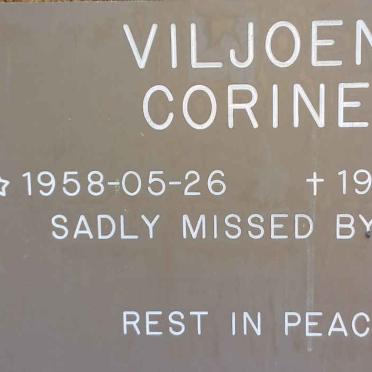 VILJOEN
CORINE
☆ 1958-05-26 † 19
SADLY MISSED BY
REST IN PEAC